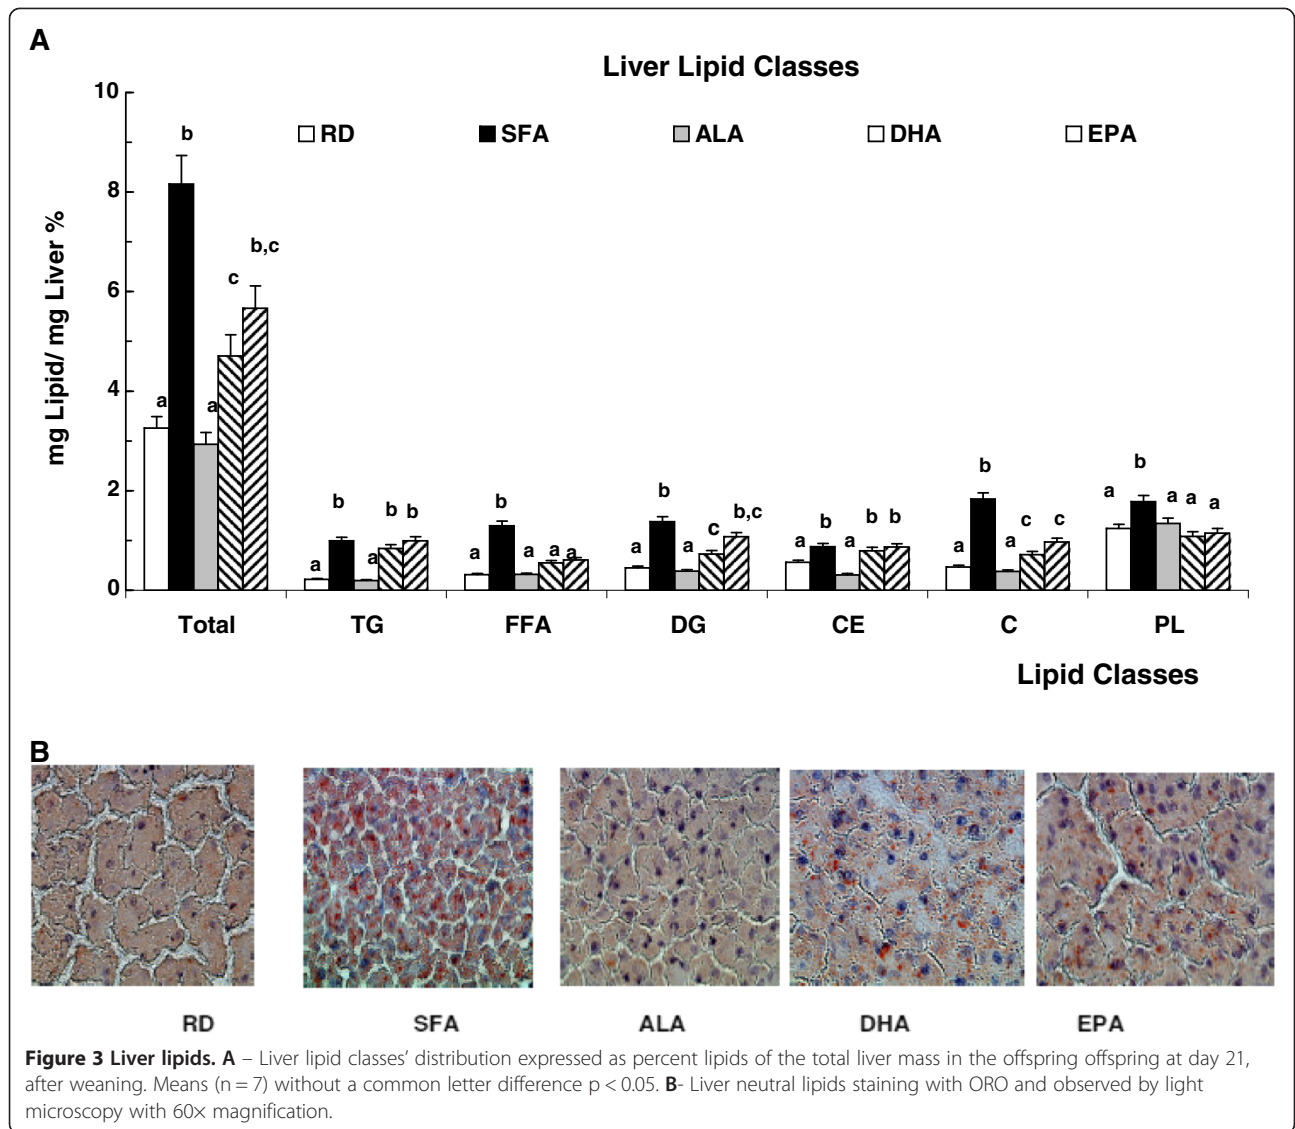 A
Liver Lipid Classes
10
8
6
4
2
0
mg Lipid/ mg Liver %
RD SFA ALA DHA EPA
a b a c b,c
a b a b b
a b a a a
a b a c b,c
a b a b b
a b a c c
a b a a a
Total TG FFA DG CE C PL
Lipid Classes
B
RD SFA ALA DHA EPA
Figure 3 Liver lipids. A – Liver lipid classes’ distribution expressed as percent lipids of the total liver mass in the offspring offspring at day 21,
after weaning. Means (n = 7) without a common letter difference p < 0.05. B- Liver neutral lipids staining with ORO and observed by light
microscopy with 60× magnification.